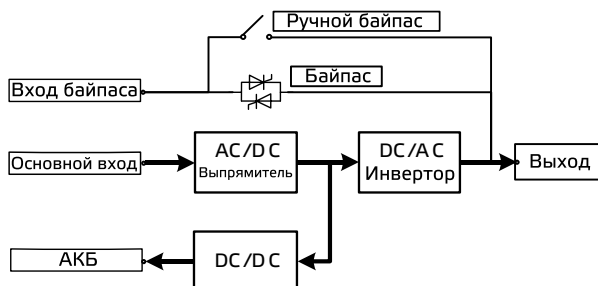 Ручной байпас
Байпас
Вход байпаса
AC/DC
Выпрямитель
DC/AC
Инвертор
Основной вход
Выход
АКБ
DC/DC